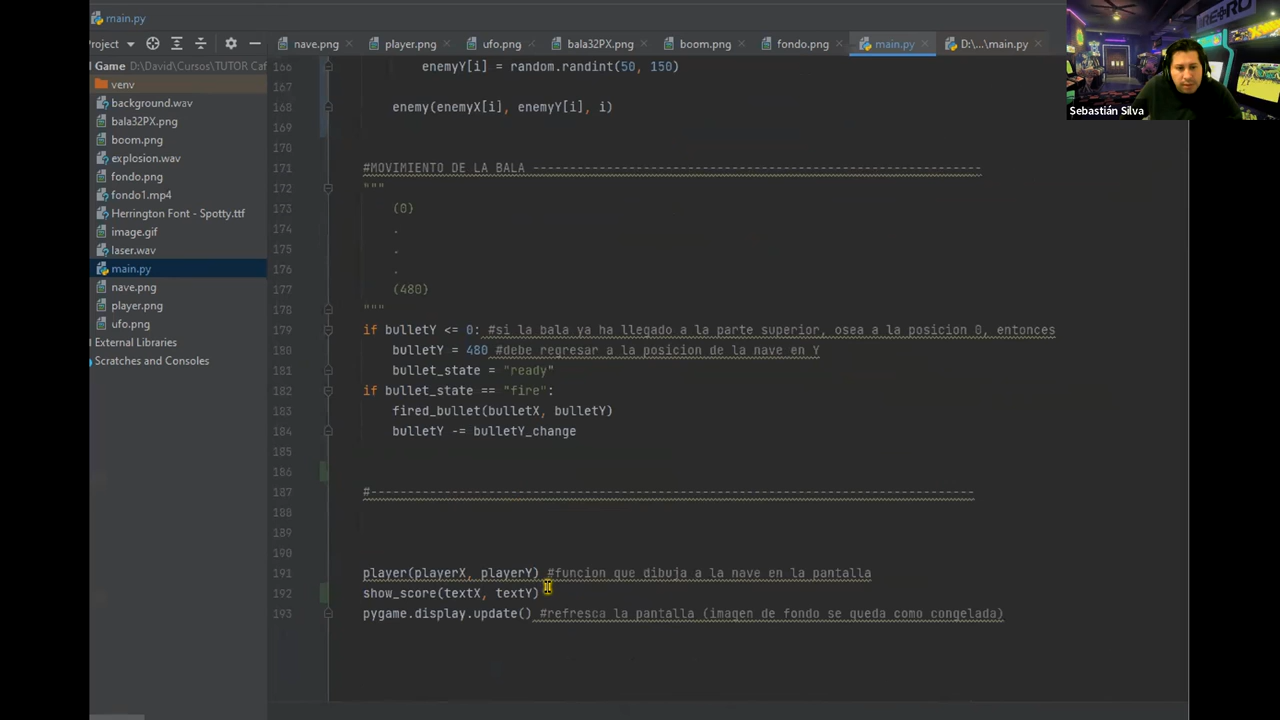 main.py
Project
nave.png
player.png
ufo.png
bala32PX.png
boom.png
fondo.png
main.py
D:\...\main.py
Game D:\David\Cursos\TUTOR Caf
venv
background.wav
bala32PX.png
boom.png
explosion.wav
fondo.png
fondo1.mp4
Herrington Font - Spotty.ttf
image.gif
laser.wav
main.py
nave.png
player.png
ufo.png
External Libraries
Scratches and Consoles
166 enemyY[i] = random.randint(50, 150)
167
168 enemy(enemyX[i], enemyY[i], i)
169
170
171 #MOVIMIENTO DE LA BALA -------------------------------------------------------------
172 """
173 (0)
174 .
175 .
176 .
177 (480)
178 """
179 if bulletY <= 0: #si la bala ya ha llegado a la parte superior, osea a la posicion 0, entonces
180 bulletY = 480 #debe regresar a la posicion de la nave en Y
181 bullet_state = "ready"
182 if bullet_state == "fire":
183 fired_bullet(bulletX, bulletY)
184 bulletY -= bulletY_change
185
186
187 #----------------------------------------------------------------------------------
188
189
190
191 player(playerX, playerY) #funcion que dibuja a la nave en la pantalla
192 show_score(textX, textY)
193 pygame.display.update() #refresca la pantalla (imagen de fondo se queda como congelada)
RETRO
Sebastián Silva